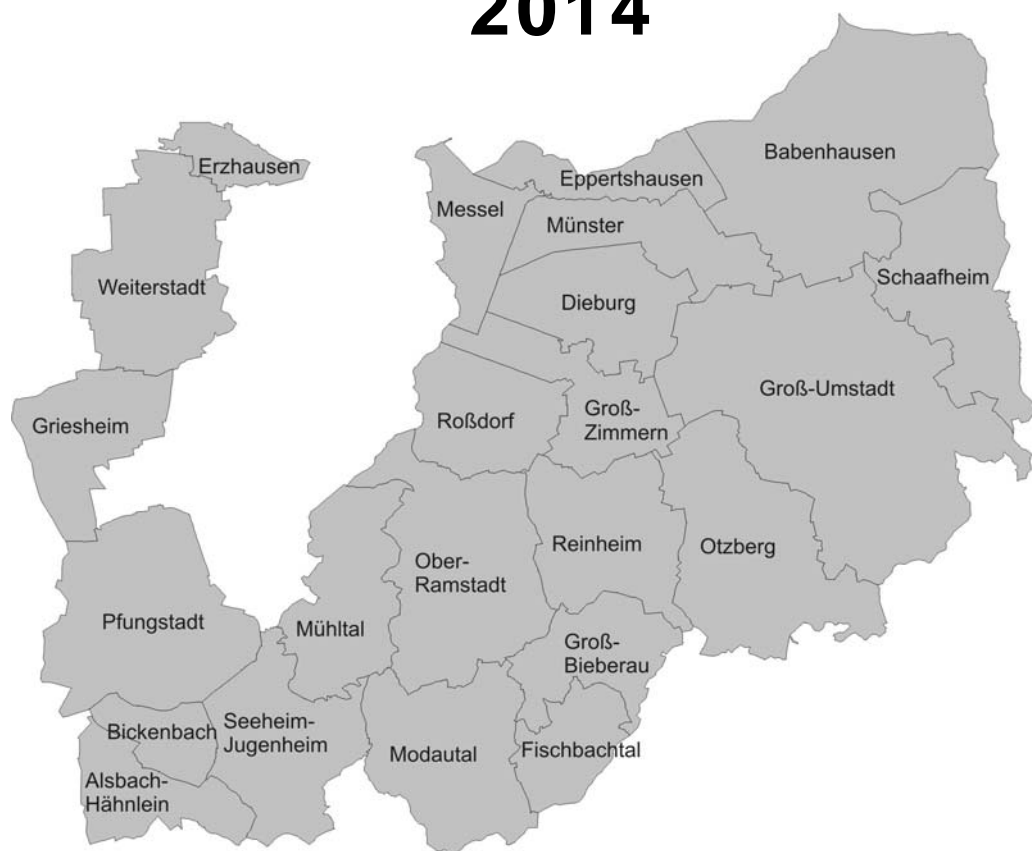 2014
Babenhausen
Erzhausen
Eppertshausen
Messel
Münster
Schaafheim
Weiterstadt
Dieburg
Groß-Umstadt
Griesheim
Roßdorf
Groß-
Zimmern
Reinheim
Otzberg
Ober-
Ramstadt
Pfungstadt
Mühltal
Groß-
Bieberau
Bickenbach
Seeheim-
Jugenheim
Modautal
Fischbachtal
Alsbach-
Hähnlein